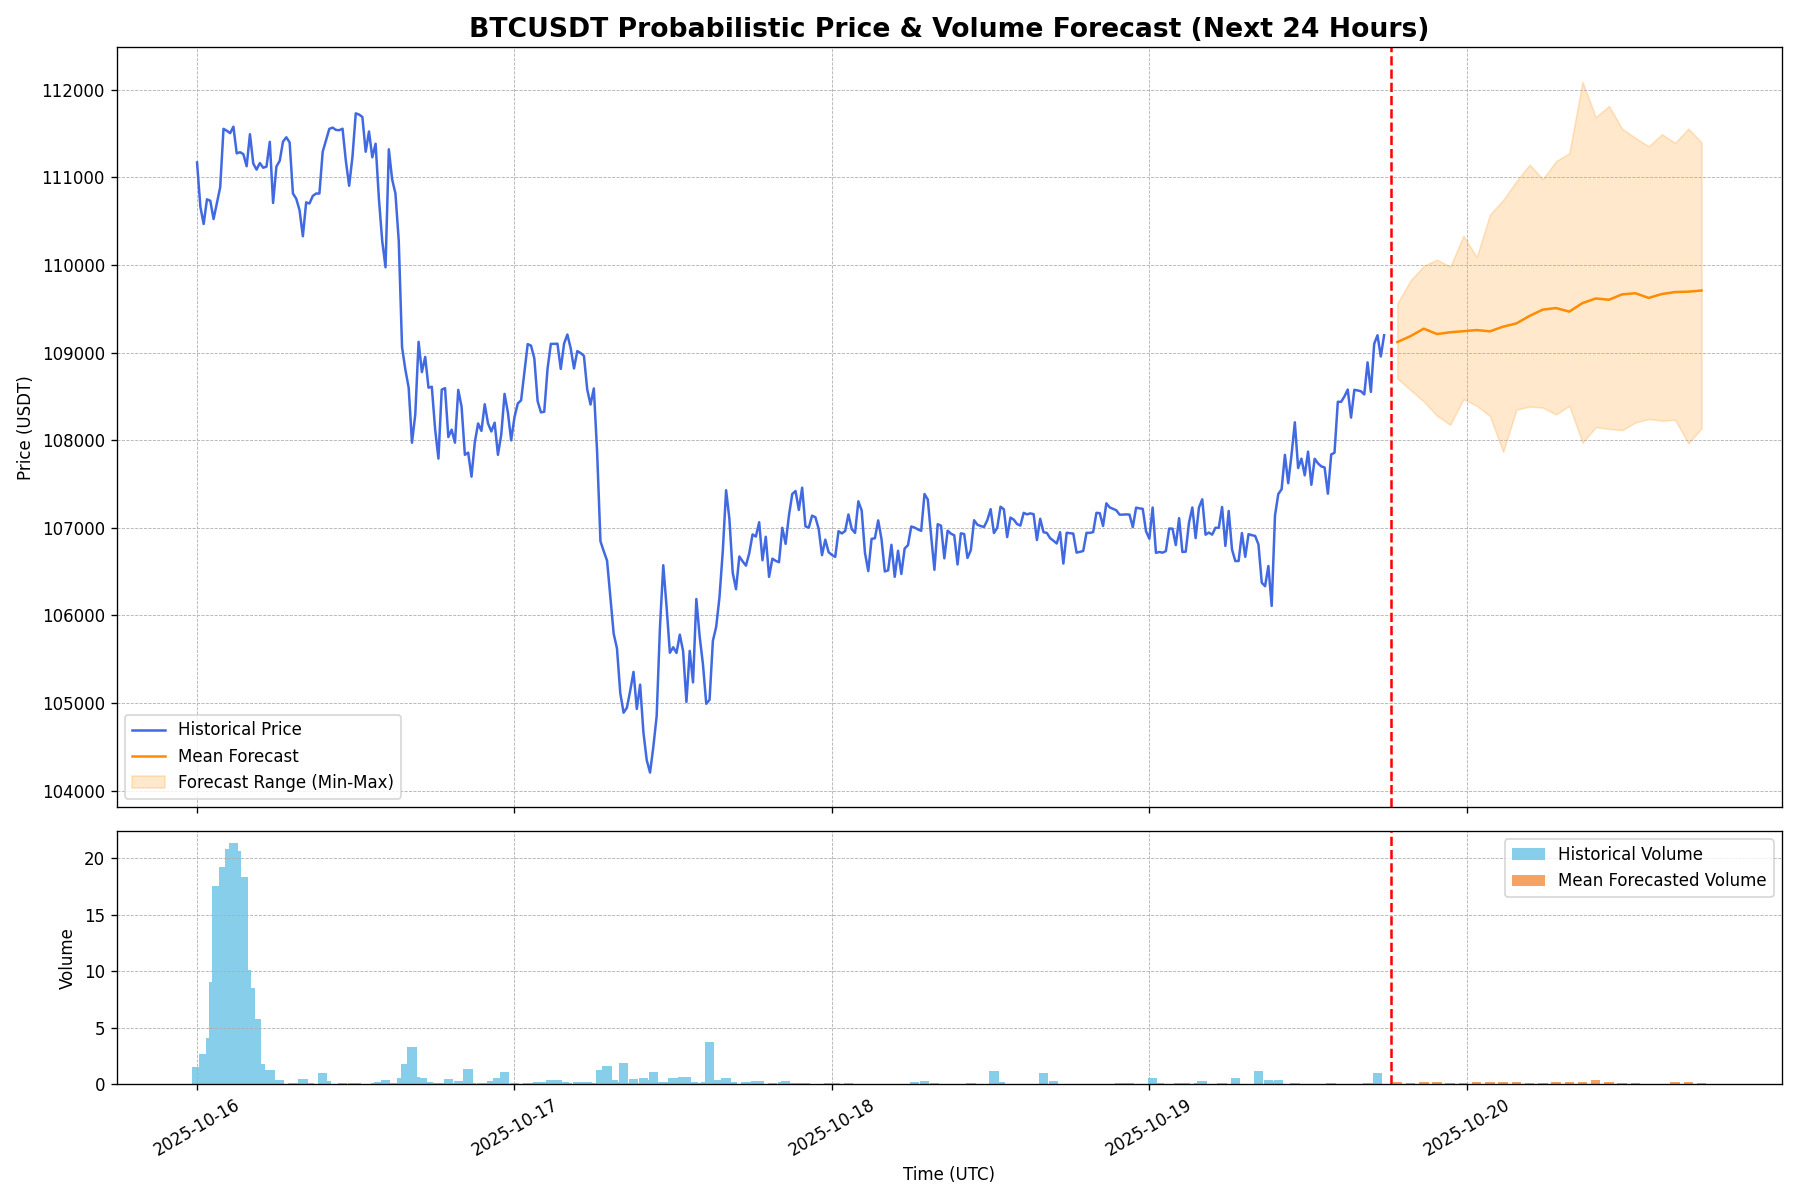 BTCUSDT Probabilistic Price & Volume Forecast (Next 24 Hours)
112000
111000
110000
109000
108000
107000
106000
105000
104000
Price (USDT)
Historical Price
Mean Forecast
Forecast Range (Min-Max)
20
15
10
5
0
Volume
Historical Volume
Mean Forecasted Volume
2025-10-16
2025-10-17
2025-10-18
2025-10-19
2025-10-20
Time (UTC)